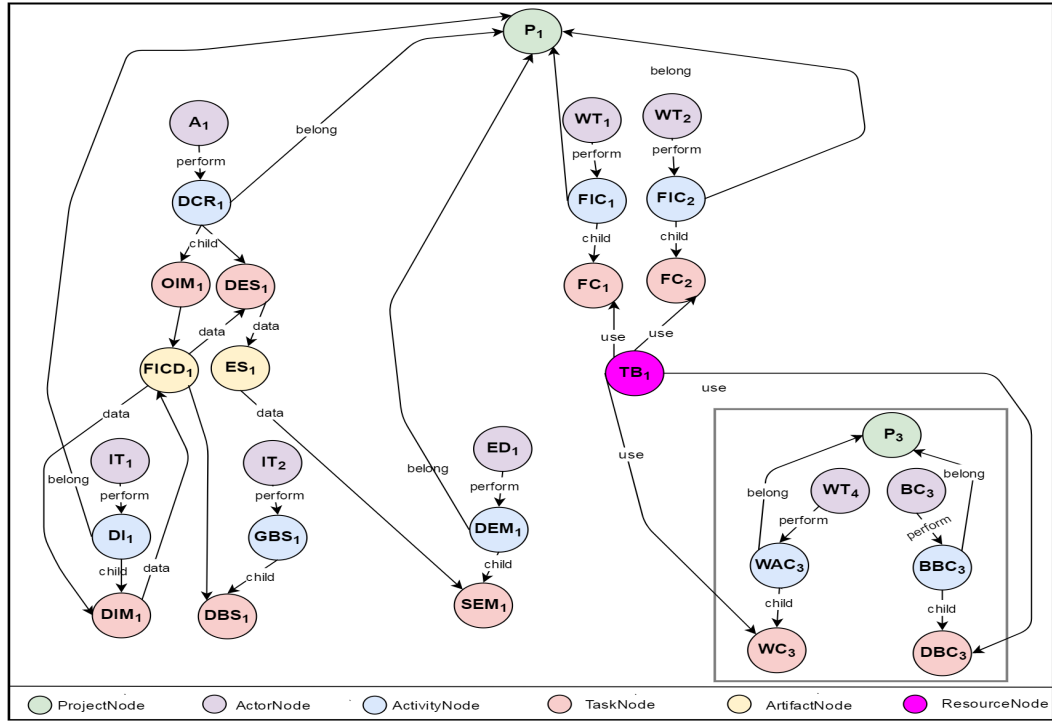 P1
belong
A1
WT1
WT2
perform
perform
perform
belong
DCR1
FIC1
FIC2
child
child
child
OIM1
DES1
FC1
FC2
data
data
use
use
FICD1
ES1
TB1
use
data
P3
IT1
IT2
ED1
belong
belong
use
belong
WT4
BC3
belong
perform
perform
perform
perform
perform
DI1
GBS1
DEM1
WAC3
BBC3
child
data
child
child
child
child
DIM1
DBS1
SEM1
WC3
DBC3
ProjectNode
ActorNode
ActivityNode
TaskNode
ArtifactNode
ResourceNode